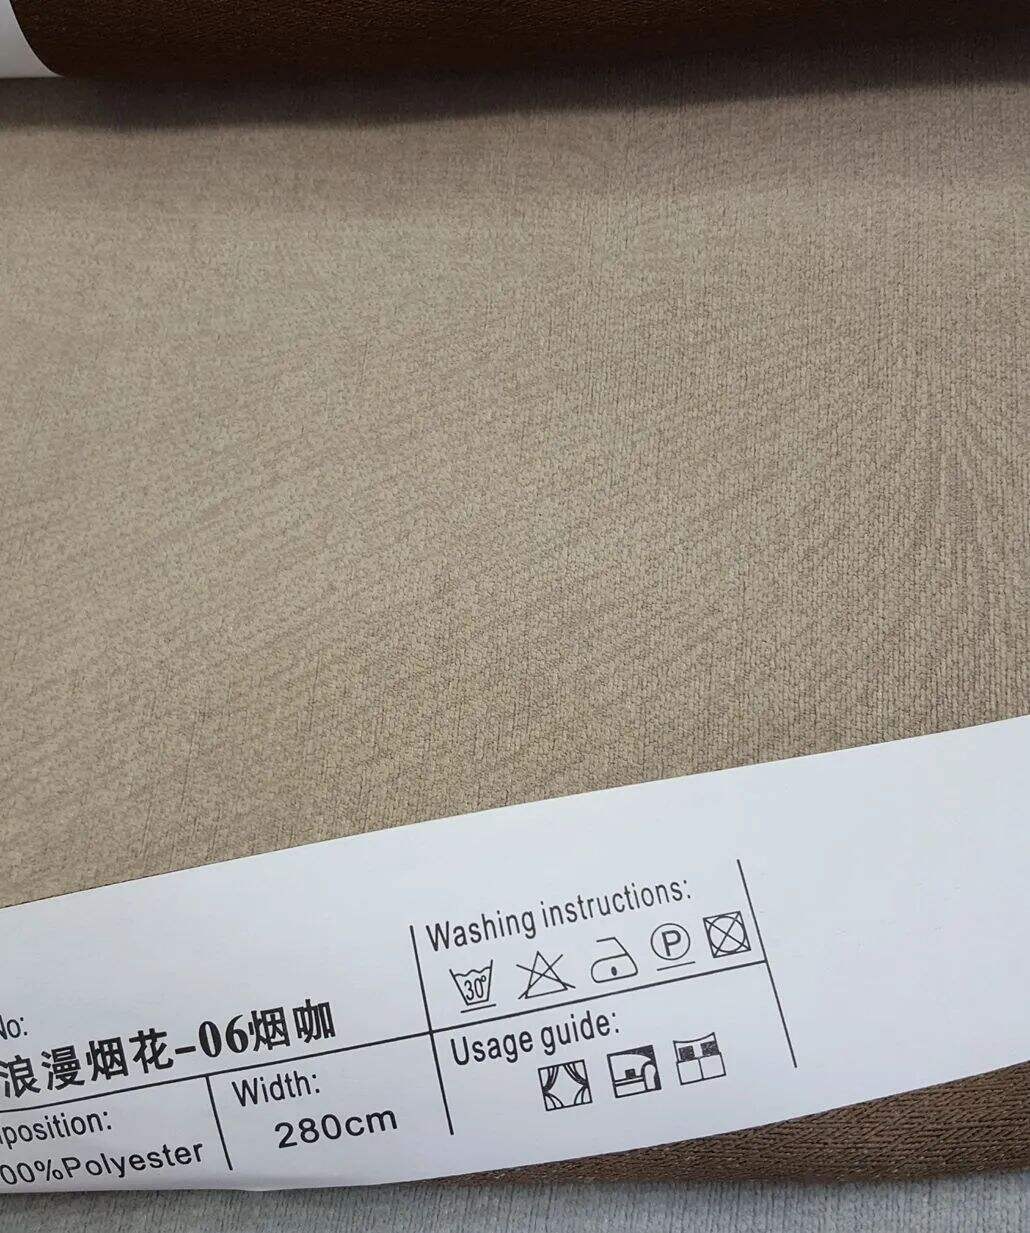 Washing instructions:
30°
P
No:
浪漫烟花-06烟咖
Usage guide:
position:
Width:
00%Polyester
280cm